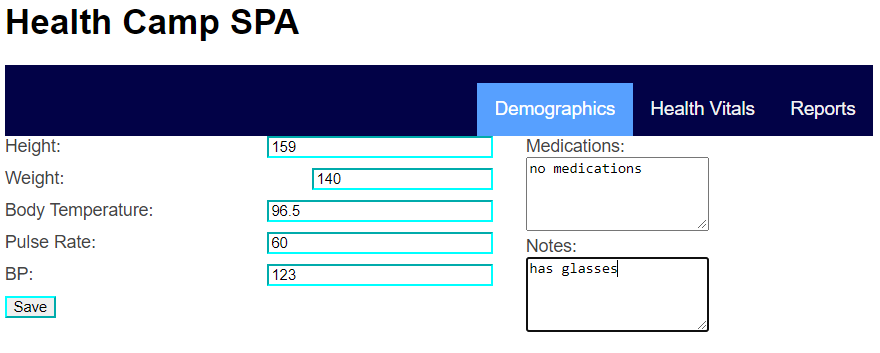 Health Camp SPA
Demographics Health Vitals Reports
Height: 159
Weight: 140
Body Temperature: 96.5
Pulse Rate: 60
BP: 123
Save
Medications:
no medications
Notes:
has glasses